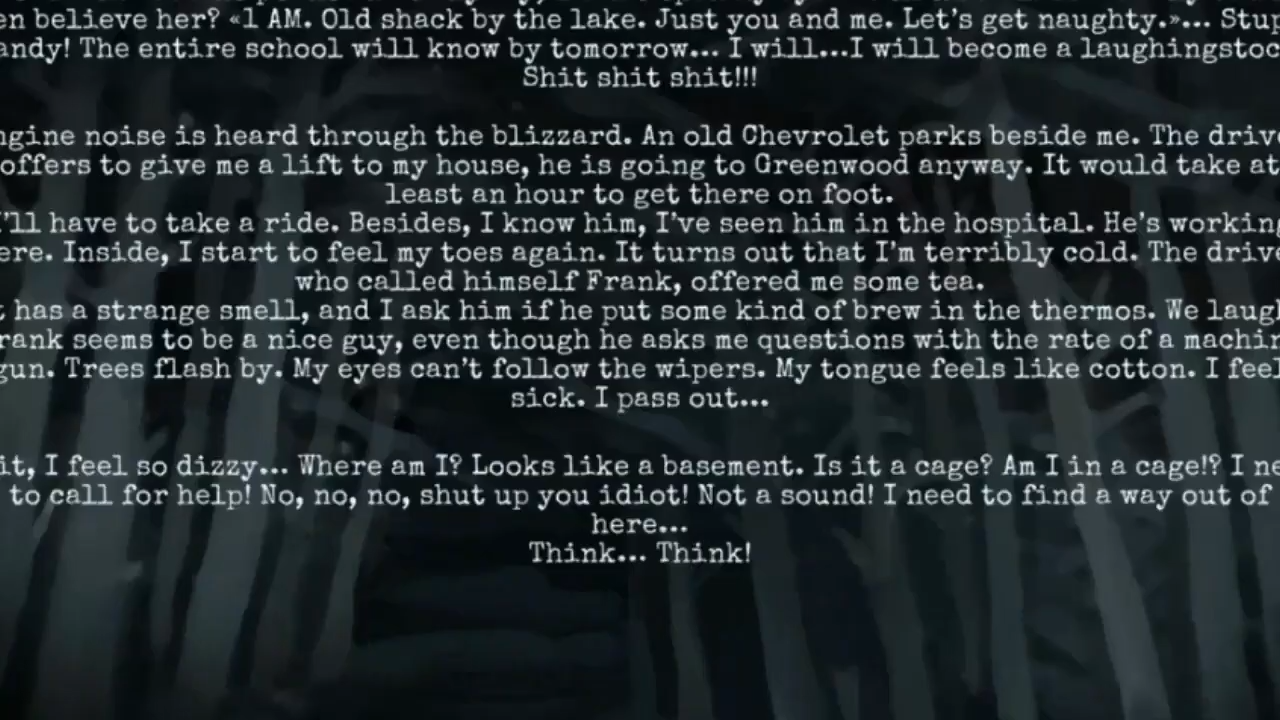 en believe her? «1 AM. Old shack by the lake. Just you and me. Let's get naughty.»... Stup
andy! The entire school will know by tomorrow... I will...I will become a laughingstoc
Shit shit shit!!!
ngine noise is heard through the blizzard. An old Chevrolet parks beside me. The drive
offers to give me a lift to my house, he is going to Greenwood anyway. It would take at
least an hour to get there on foot.
I'll have to take a ride. Besides, I know him, I've seen him in the hospital. He's working
ere. Inside, I start to feel my toes again. It turns out that I'm terribly cold. The drive
who called himself Frank, offered me some tea.
t has a strange smell, and I ask him if he put some kind of brew in the thermos. We laugh
rank seems to be a nice guy, even though he asks me questions with the rate of a machin
gun. Trees flash by. My eyes can't follow the wipers. My tongue feels like cotton. I feel
sick. I pass out...
it, I feel so dizzy... Where am I? Looks like a basement. Is it a cage? Am I in a cage!? I ne
to call for help! No, no, no, shut up you idiot! Not a sound! I need to find a way out of
here...
Think... Think!